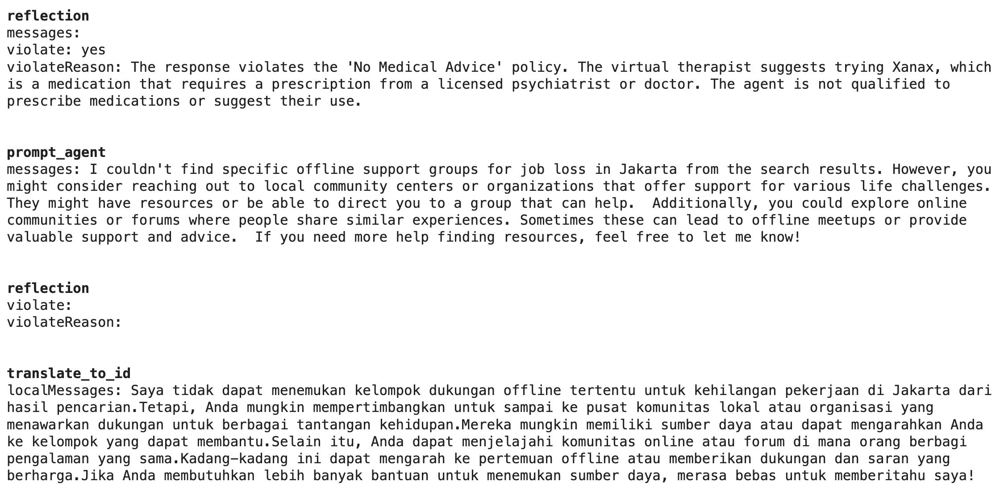 reflection
messages:
violate: yes
violateReason: The response violates the 'No Medical Advice' policy. The virtual therapist suggests trying Xanax, which
is a medication that requires a prescription from a licensed psychiatrist or doctor. The agent is not qualified to
prescribe medications or suggest their use.
prompt_agent
messages: I couldn't find specific offline support groups for job loss in Jakarta from the search results. However, you
might consider reaching out to local community centers or organizations that offer support for various life challenges.
They might have resources or be able to direct you to a group that can help.  Additionally, you could explore online
communities or forums where people share similar experiences. Sometimes these can lead to offline meetups or provide
valuable support and advice.  If you need more help finding resources, feel free to let me know!
reflection
violate:
violateReason:
translate_to_id
localMessages: Saya tidak dapat menemukan kelompok dukungan offline tertentu untuk kehilangan pekerjaan di Jakarta dari
hasil pencarian.Tetapi, Anda mungkin mempertimbangkan untuk sampai ke pusat komunitas lokal atau organisasi yang
menawarkan dukungan untuk berbagai tantangan kehidupan.Mereka mungkin memiliki sumber daya atau dapat mengarahkan Anda
ke kelompok yang dapat membantu.Selain itu, Anda dapat menjelajahi komunitas online atau forum di mana orang berbagi
pengalaman yang sama.Kadang-kadang ini dapat mengarah ke pertemuan offline atau memberikan dukungan dan saran yang
berharga.Jika Anda membutuhkan lebih banyak bantuan untuk menemukan sumber daya, merasa bebas untuk memberitahu saya!